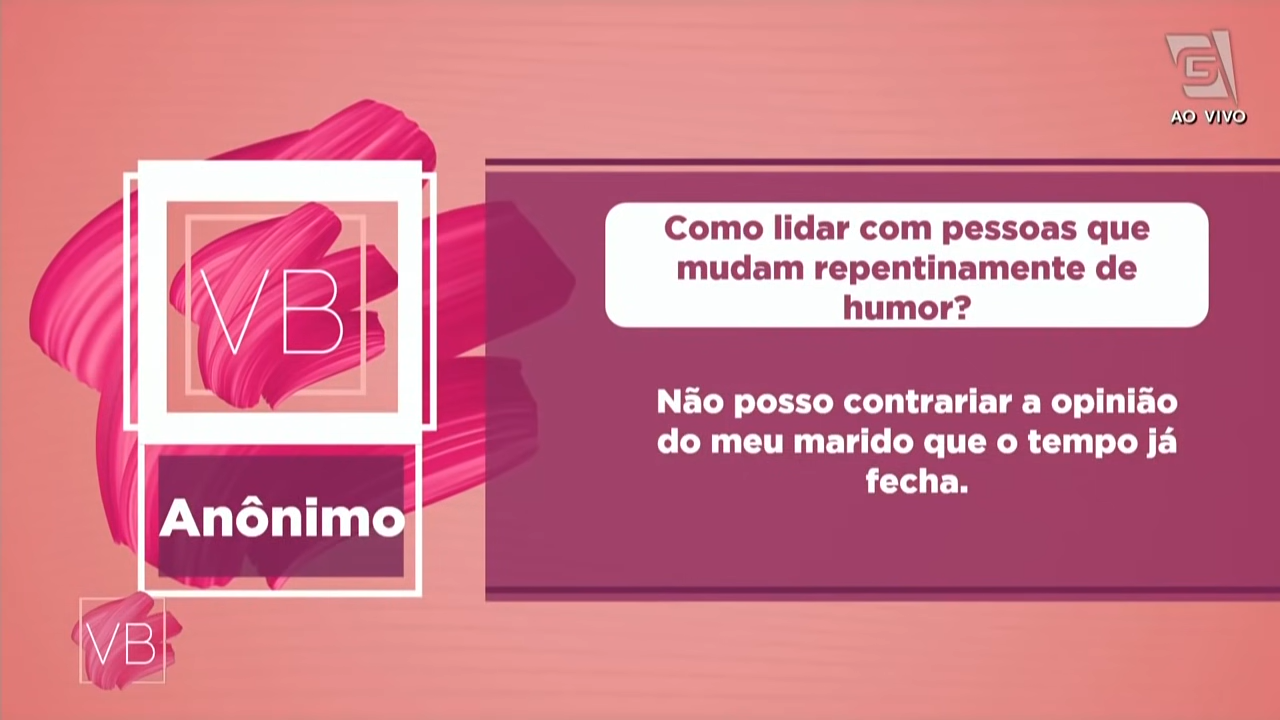 AO VIVO
VB
Anônimo
Como lidar com pessoas que
mudam repentinamente de
humor?
Não posso contrariar a opinião
do meu marido que o tempo já
fecha.
VB